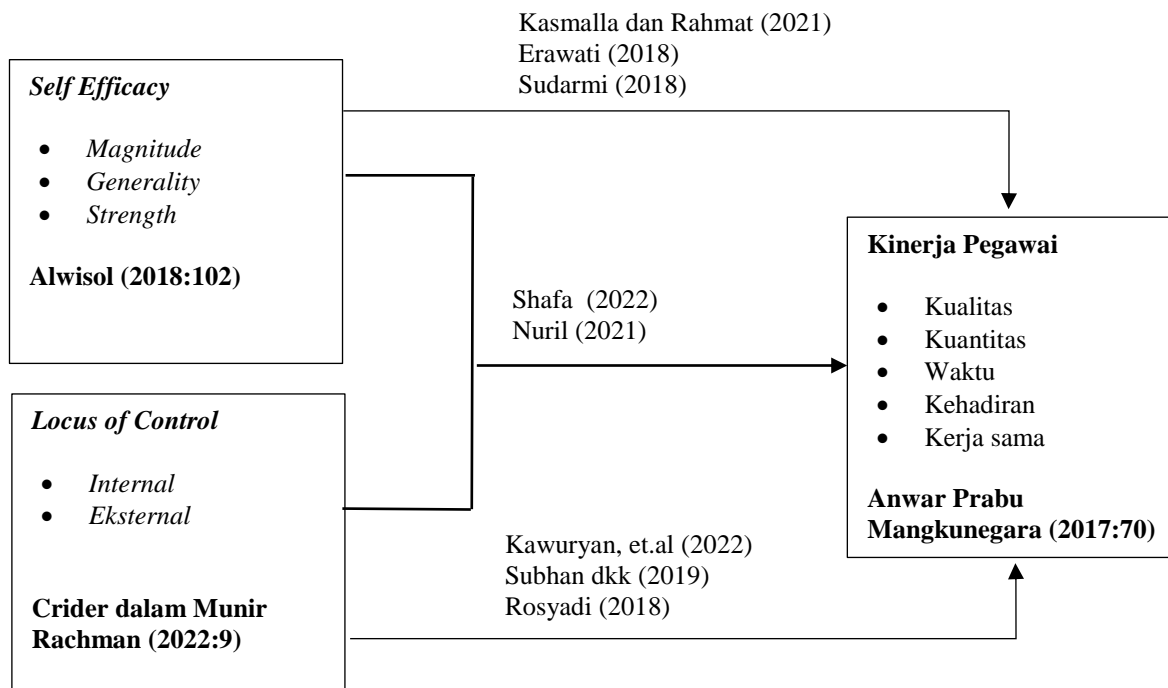 Kasmalla dan Rahmat (2021)
Erawati (2018)
Sudarmi (2018)
Self Efficacy
• Magnitude
• Generality
• Strength
Alwisol (2018:102)
Shafa (2022)
Nuril (2021)
Kinerja Pegawai
• Kualitas
• Kuantitas
• Waktu
• Kehadiran
• Kerja sama
Anwar Prabu
Mangkunegara (2017:70)
Locus of Control
• Internal
• Eksternal
Crider dalam Munir
Rachman (2022:9)
Kawuryan, et.al (2022)
Subhan dkk (2019)
Rosyadi (2018)